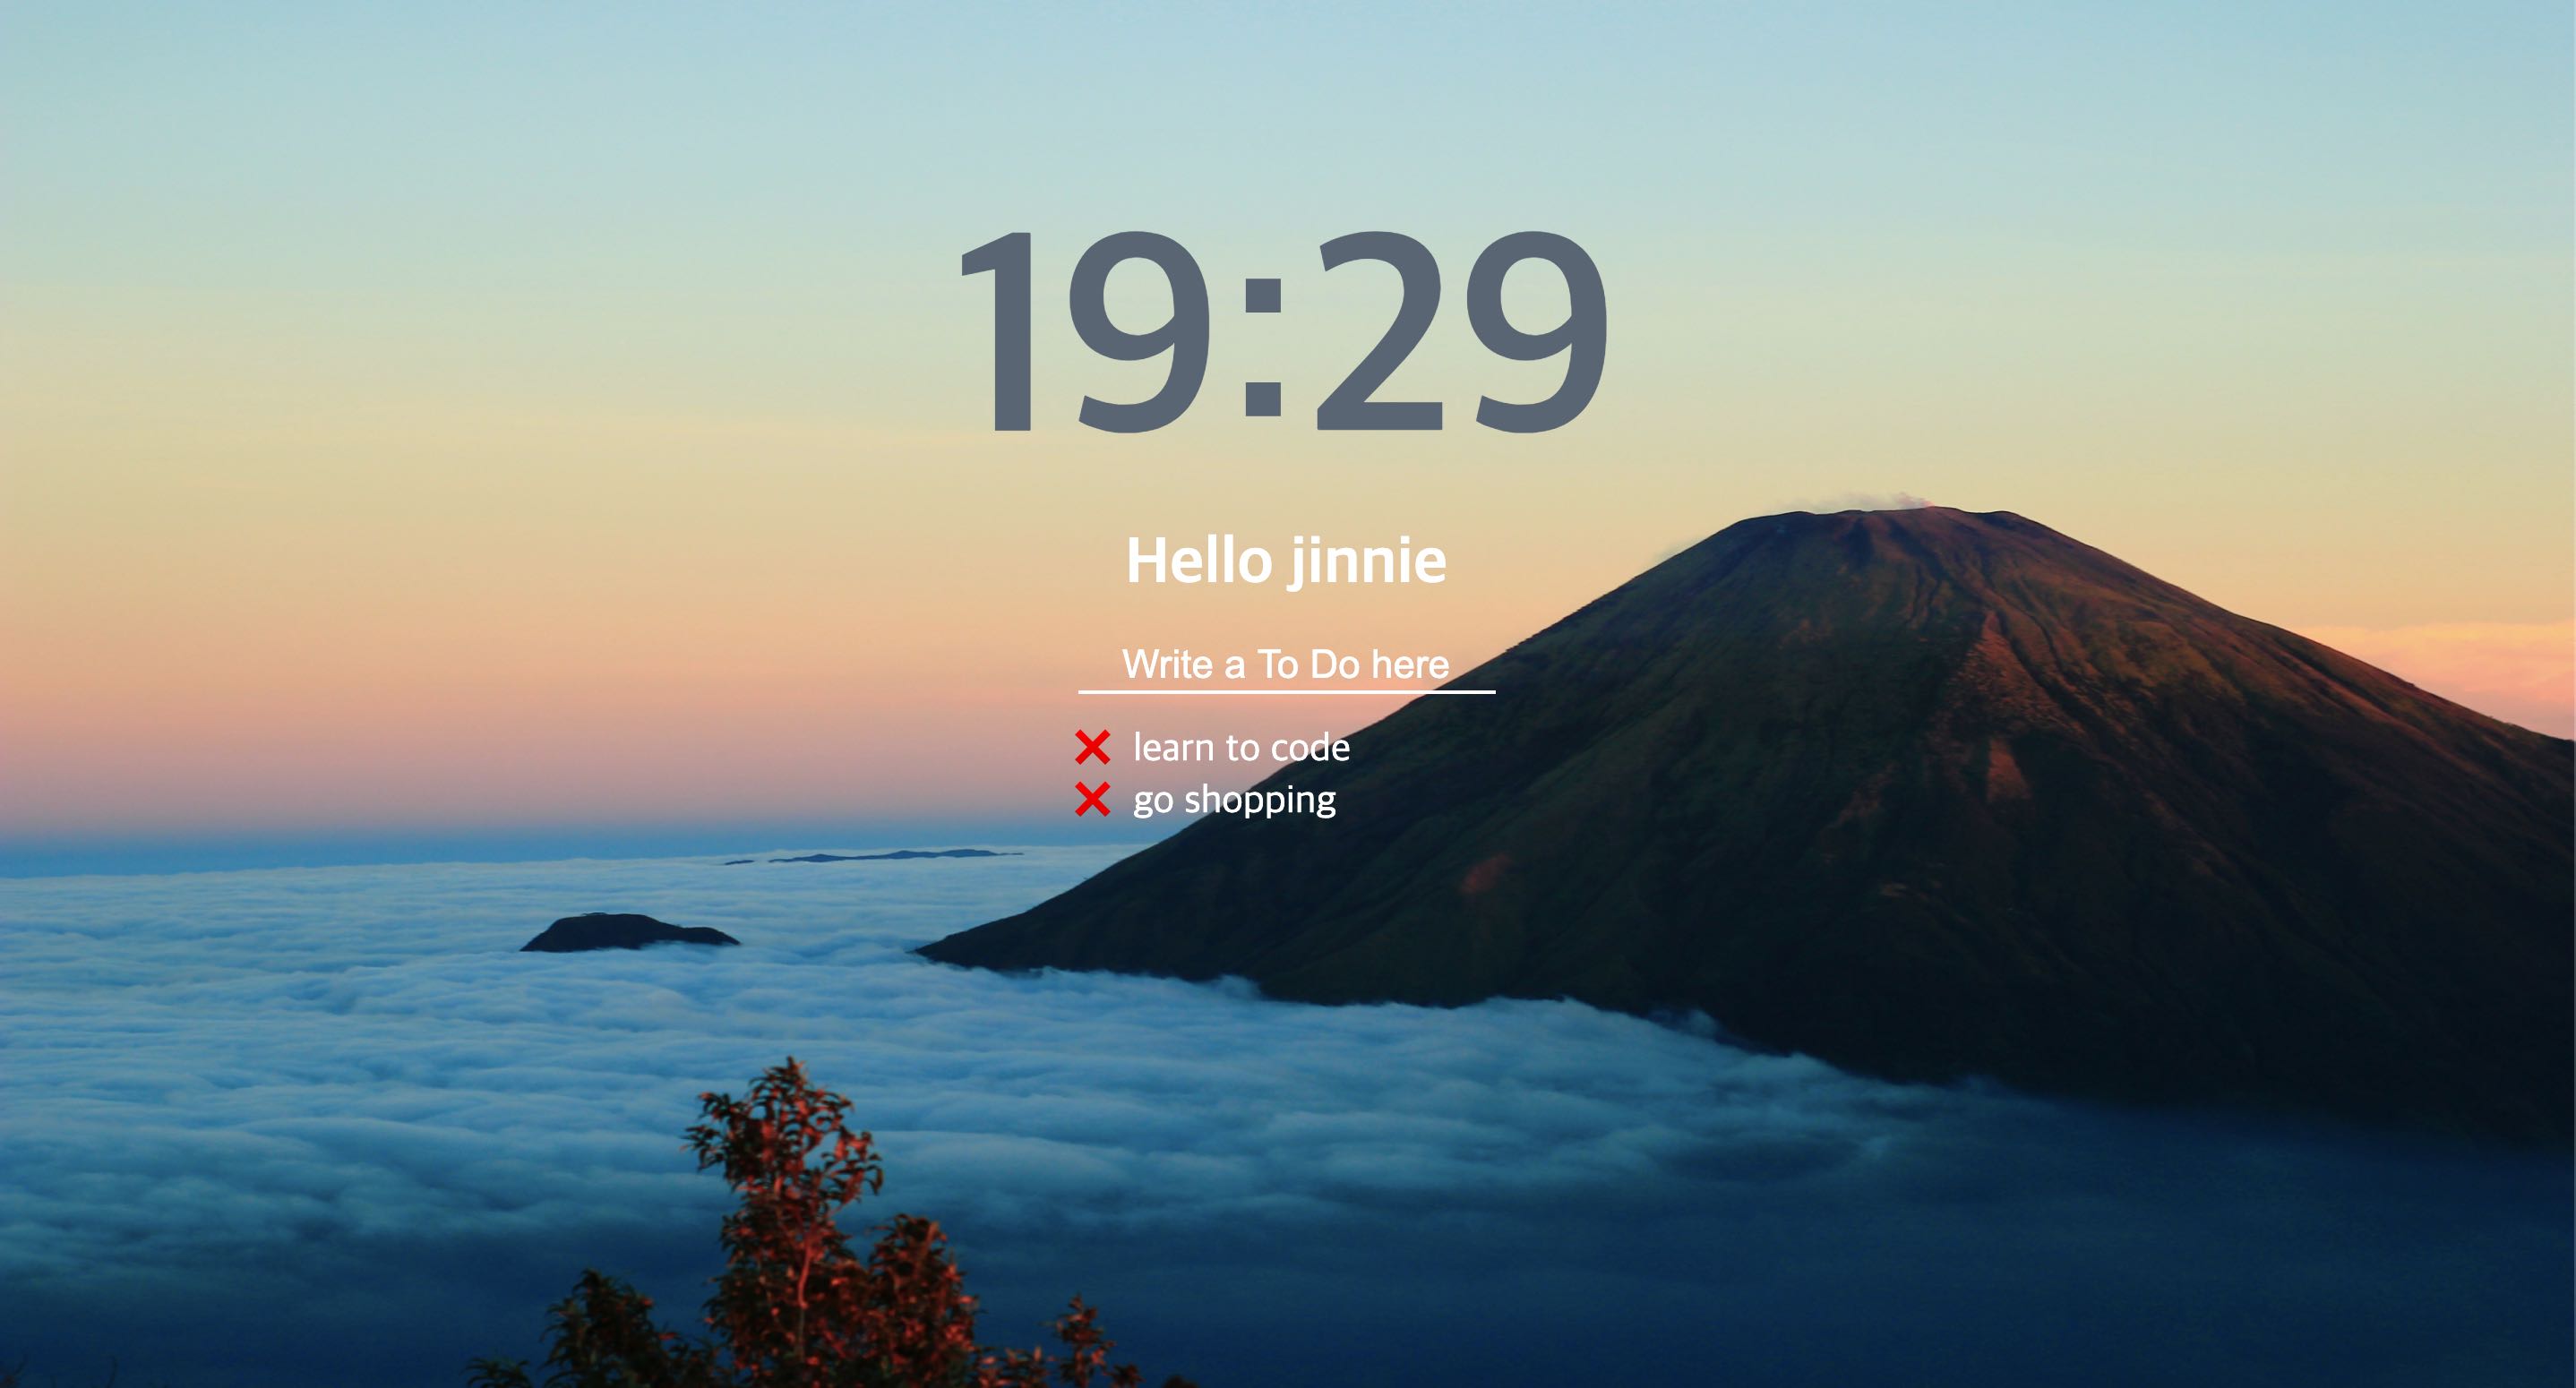 19:29
Hello jinnie
Write a To Do here
❌ learn to code
❌ go shopping